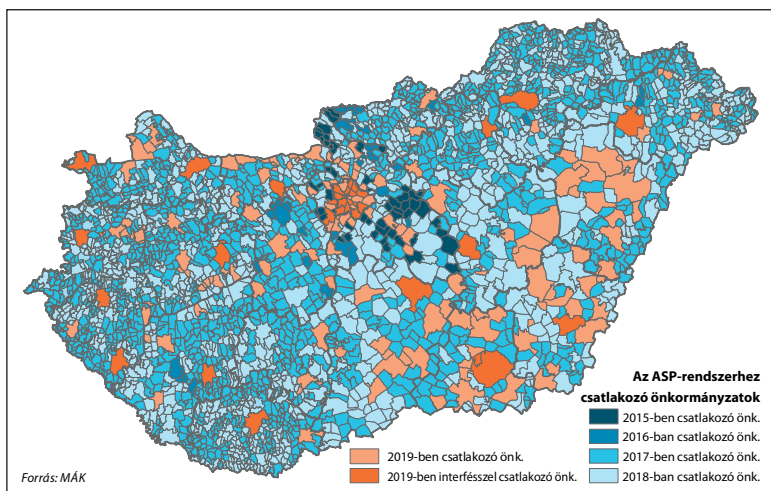 Az ASP-rendszerhez
csatlakozó önkormányzatok
2015-ben csatlakozó önk.
2016-ban csatlakozó önk.
2017-ben csatlakozó önk.
2018-ban csatlakozó önk.
2019-ben csatlakozó önk.
2019-ben interfésszel csatlakozó önk.
Forrás: MÁK